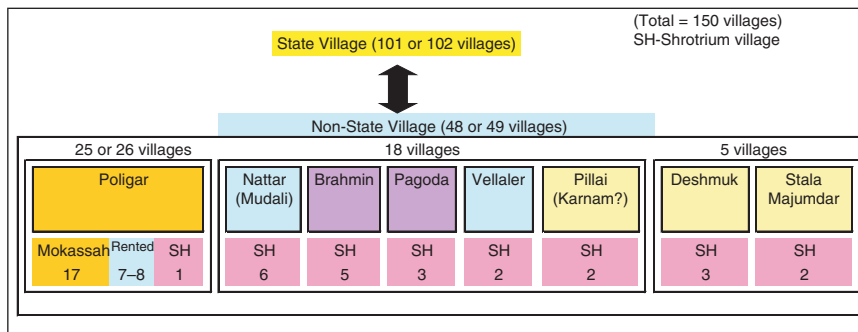 (Total = 150 villages)
SH-Shrotrium village
State Village (101 or 102 villages)
Non-State Village (48 or 49 villages)
25 or 26 villages
18 villages
5 villages
Poligar
Nattar
(Mudali)
Brahmin
Pagoda
Vellaler
Pillai
(Karnam?)
Deshmuk
Stala
Majumdar
Mokassah
17
Rented
7–8
SH
1
SH
6
SH
5
SH
3
SH
2
SH
2
SH
3
SH
2